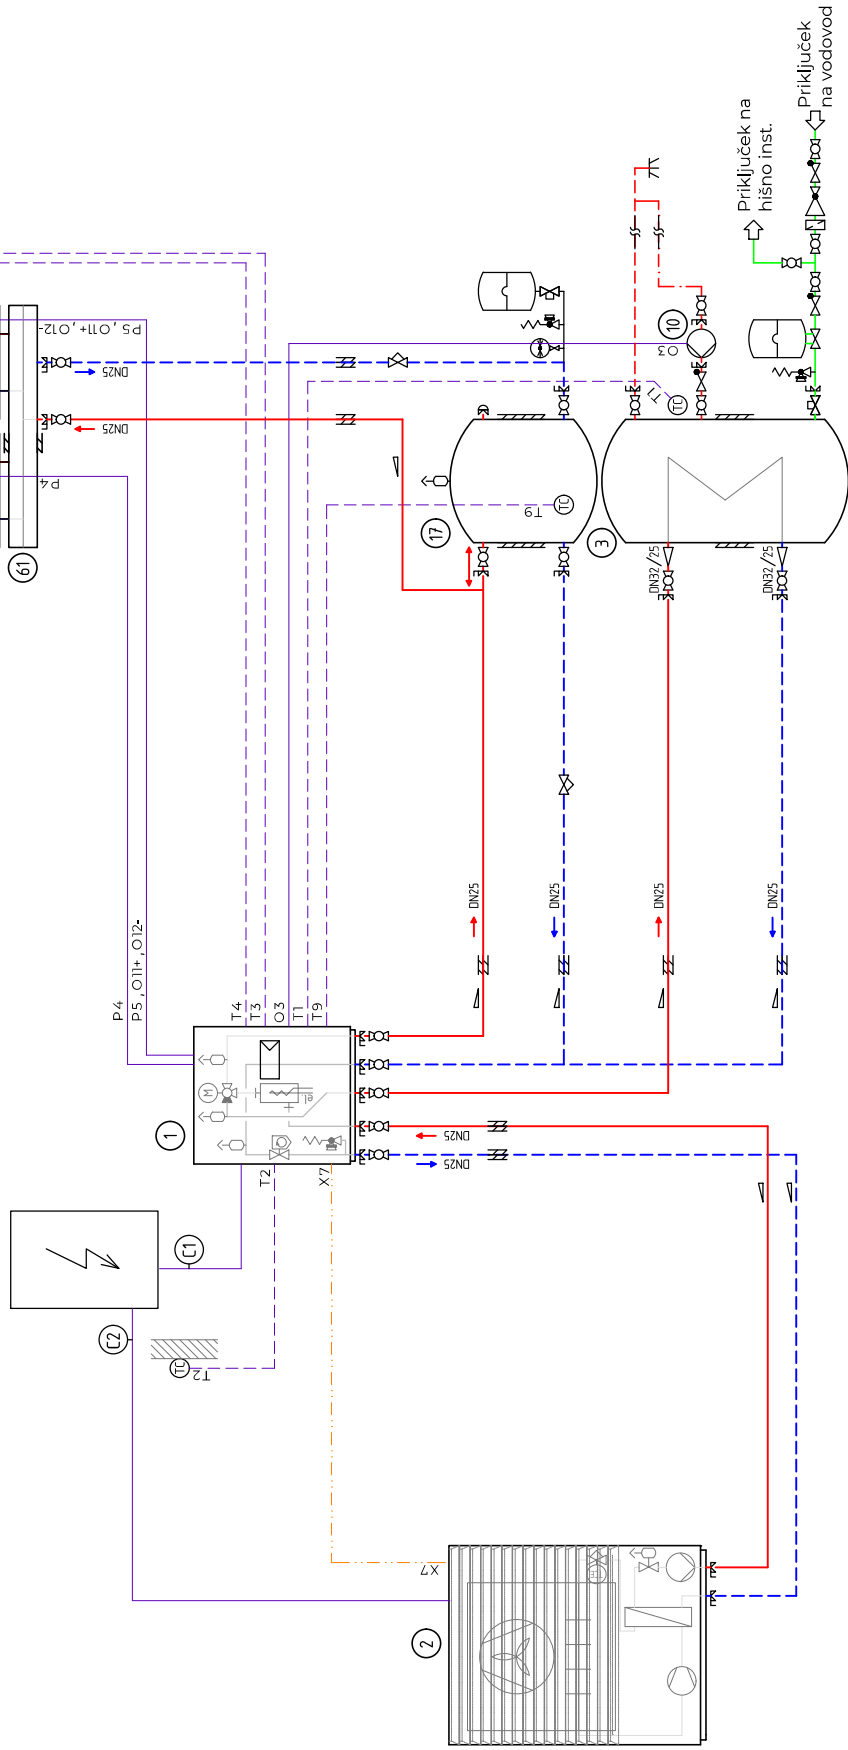 Priključek
na vodovod
Priključek na
hišno inst.
P5, O11+, O12-
DN25
DN25
P4
61
10
O3
T1
TC
17
T9
TC
3
DN32/25
DN32/25
DN25
DN25
DN25
DN25
P4
P5, O11+, O12-
T4
T3
O3
T1
T9
M
el.
1
T2
X7
DN25
DN25
C1
C2
TC
T2
X7
2
TCE